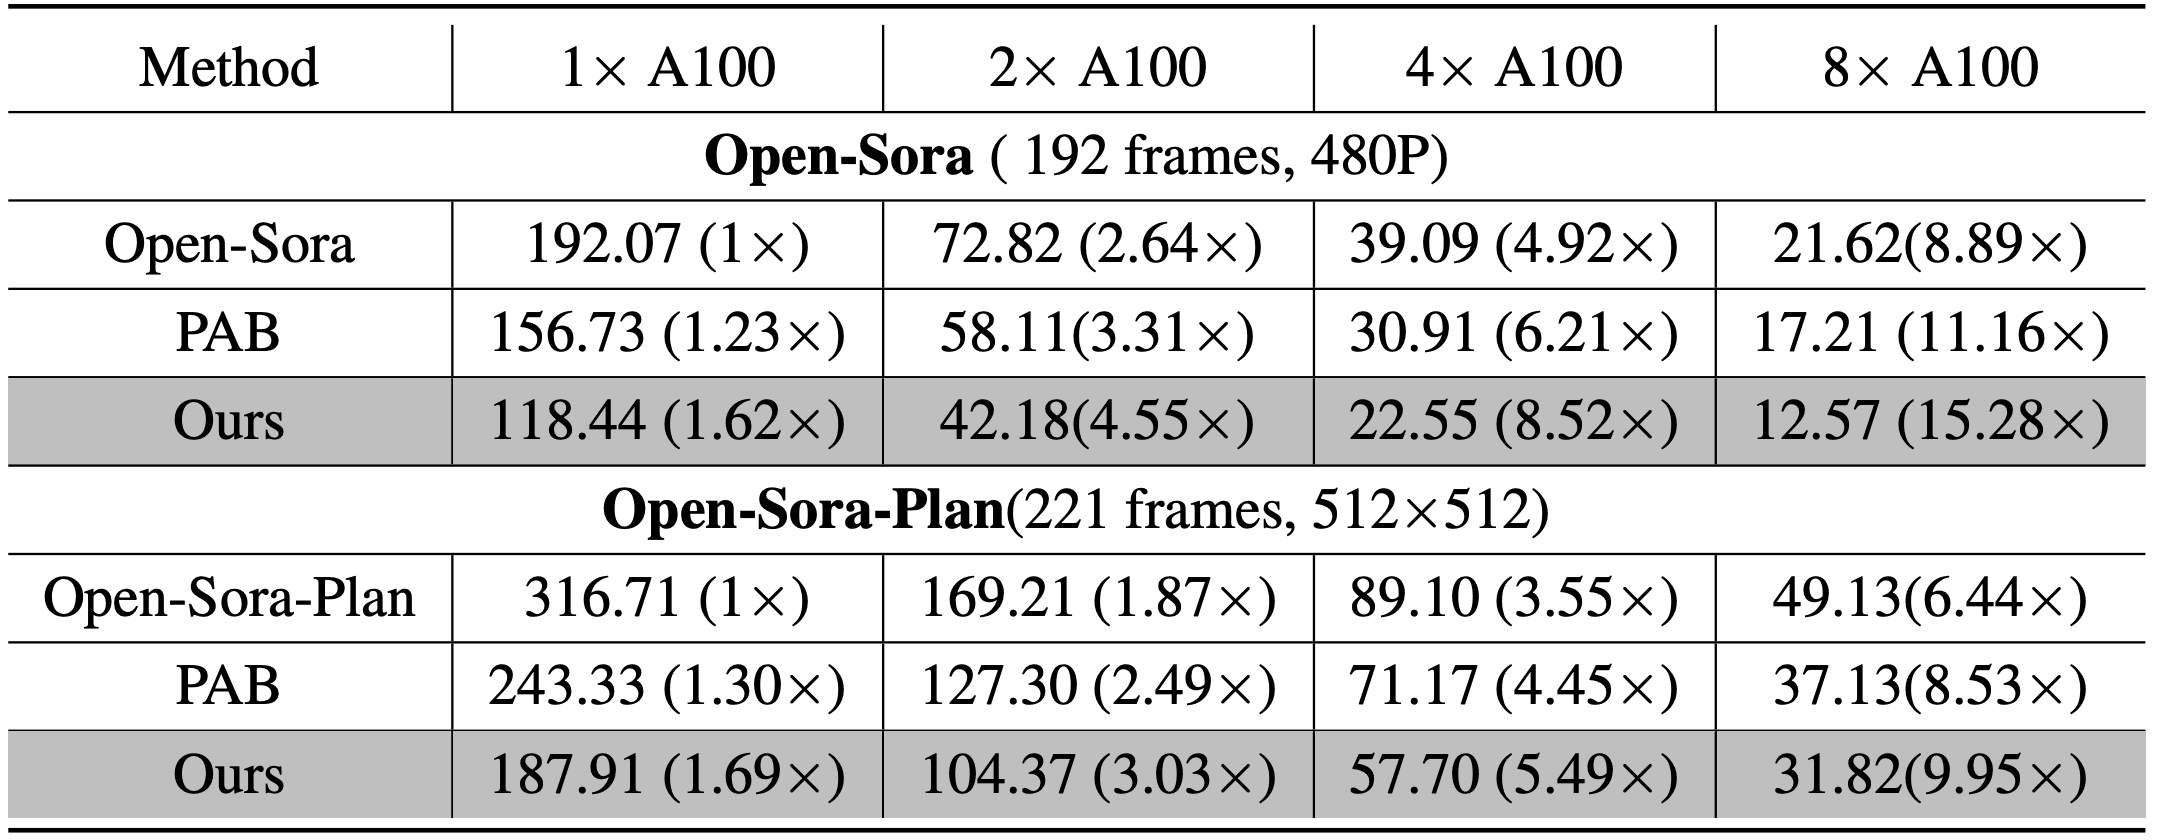 Method 1× A100 2× A100 4× A100 8× A100
Open-Sora ( 192 frames, 480P)
Open-Sora 192.07 (1×) 72.82 (2.64×) 39.09 (4.92×) 21.62(8.89×)
PAB 156.73 (1.23×) 58.11(3.31×) 30.91 (6.21×) 17.21 (11.16×)
Ours 118.44 (1.62×) 42.18(4.55×) 22.55 (8.52×) 12.57 (15.28×)
Open-Sora-Plan(221 frames, 512×512)
Open-Sora-Plan 316.71 (1×) 169.21 (1.87×) 89.10 (3.55×) 49.13(6.44×)
PAB 243.33 (1.30×) 127.30 (2.49×) 71.17 (4.45×) 37.13(8.53×)
Ours 187.91 (1.69×) 104.37 (3.03×) 57.70 (5.49×) 31.82(9.95×)